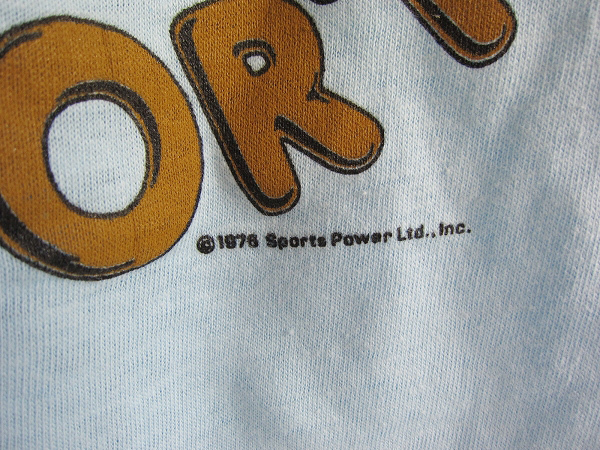 OR
©1976 Sports Power Ltd., Inc.